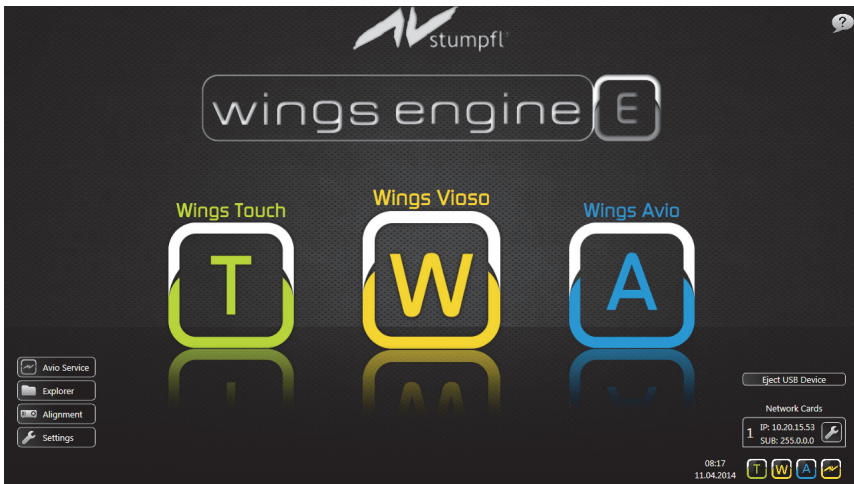 AV
stumpfl
?
wings engine E
Wings Touch
Wings Vioso
Wings Avio
T
W
A
Avio Service
Explorer
Alignment
Settings
Eject USB Device
Network Cards
1
IP: 10.20.15.53
SUB: 255.0.0.0
08:17
11.04.2014
T W A